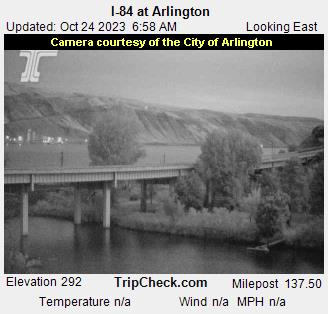 I-84 at Arlington
Updated: Oct 24 2023 6:58 AM Looking East
Camera courtesy of the City of Arlington
Elevation 292 TripCheck.com Milepost 137.50
Temperature n/a Wind n/a MPH n/a